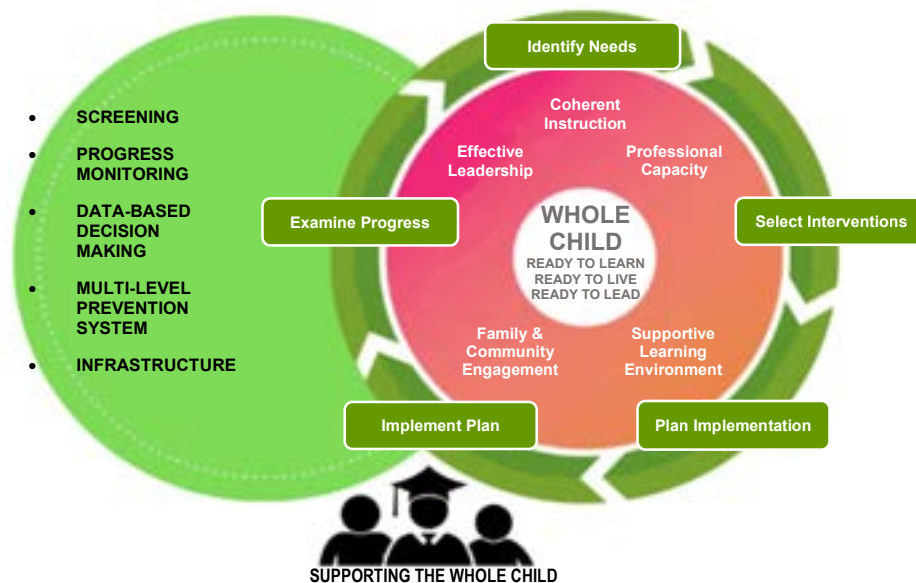 Identify Needs
Coherent
Instruction
Effective
Leadership
Professional
Capacity
• SCREENING
• PROGRESS
MONITORING
• DATA-BASED
DECISION
MAKING
• MULTI-LEVEL
PREVENTION
SYSTEM
• INFRASTRUCTURE
Examine Progress
WHOLE
CHILD
READY TO LEARN
READY TO LIVE
READY TO LEAD
Select Interventions
Family &
Community
Engagement
Supportive
Learning
Environment
Implement Plan
Plan Implementation
SUPPORTING THE WHOLE CHILD